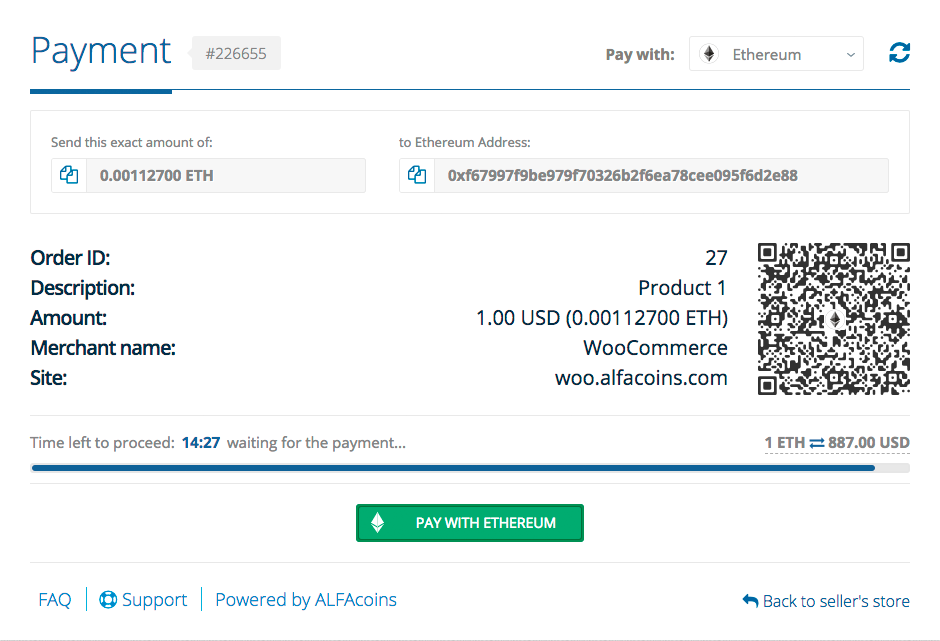 Payment #226655 Pay with: Ethereum
Send this exact amount of: to Ethereum Address:
0.00112700 ETH 0xf67997f9be979f70326b2f6ea78cee095f6d2e88
Order ID: 27
Description: Product 1
Amount: 1.00 USD (0.00112700 ETH)
Merchant name: WooCommerce
Site: woo.alfacoins.com
Time left to proceed: 14:27 waiting for the payment... 1 ETH ⇄ 887.00 USD
PAY WITH ETHEREUM
FAQ Support Powered by ALFAcoins Back to seller's store